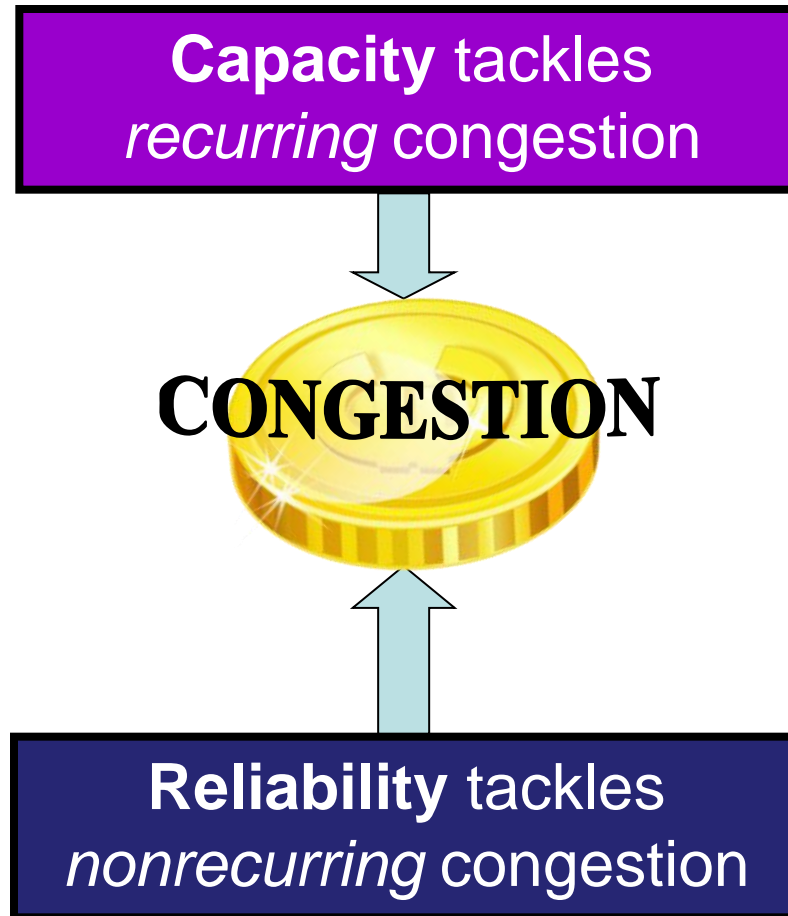 Capacity tackles
recurring congestion
CONGESTION
Reliability tackles
nonrecurring congestion